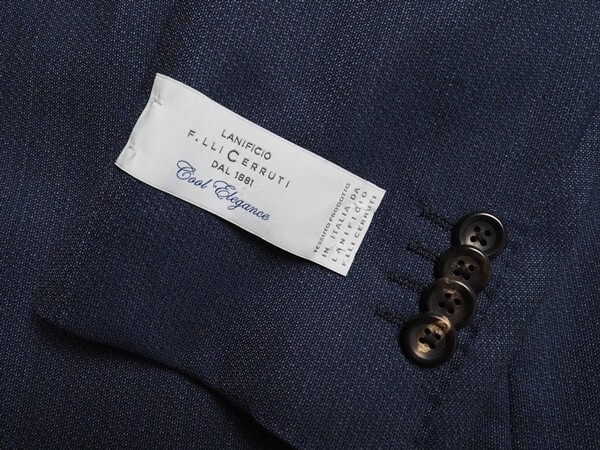 LANIFICIO
F.LLI CERRUTI
DAL 1881
Cool Elegance
TESSUTO PRODOTTO
IN ITALIA DA
LANIFICIO
F.LLI CERRUTI